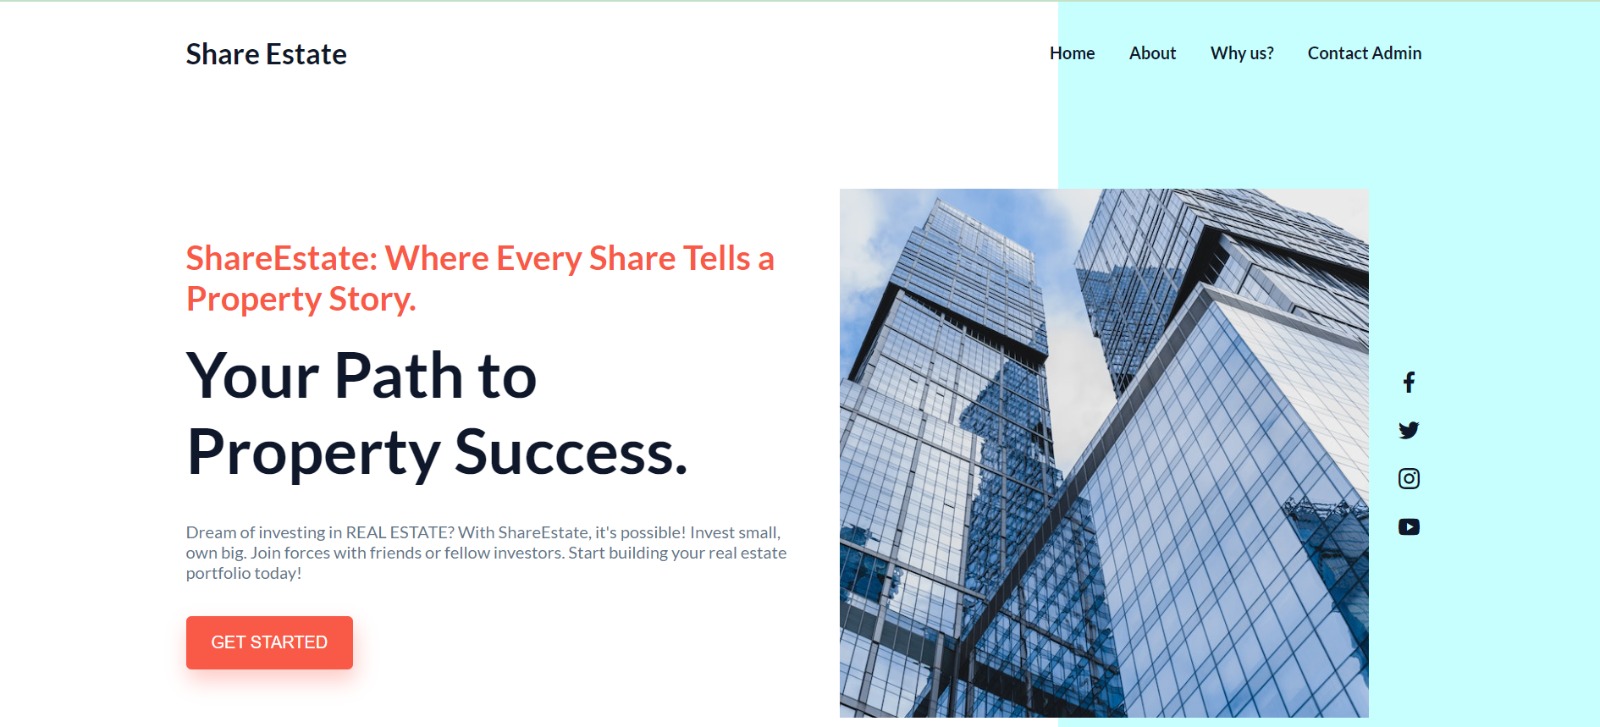 Share Estate
Home About Why us? Contact Admin
ShareEstate: Where Every Share Tells a
Property Story.
Your Path to
Property Success.
Dream of investing in REAL ESTATE? With ShareEstate, it's possible! Invest small,
own big. Join forces with friends or fellow investors. Start building your real estate
portfolio today!
GET STARTED